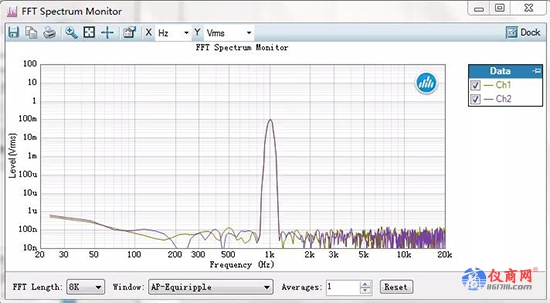 FFT Spectrum Monitor
X Hz Y Vrms Dock
FFT Spectrum Monitor
Level (Vrms)
100
10
1
100m
10m
1m
100u
10u
1u
100n
10n
20 30 50 100 200 300 500 1k 2k 3k 5k 10k 20k
Frequency (Hz)
Data
Ch1
Ch2
FFT Length: 8K Window: AP-Equiripple Averages: 1 Reset
仪商网
861718.com